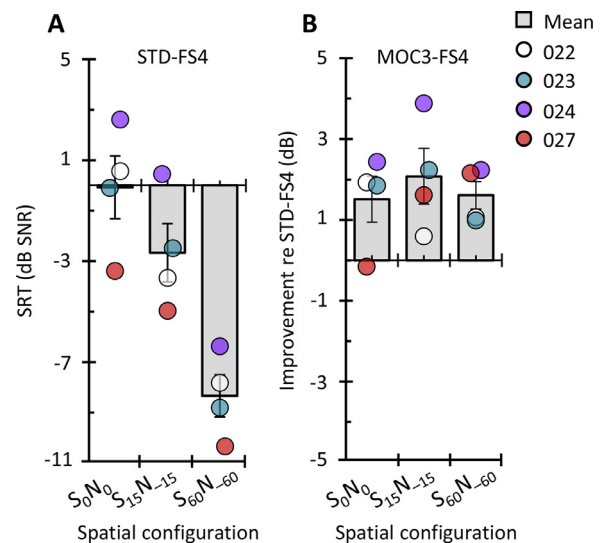 A
STD-FS4
5
1
-3
-7
-11
SRT (dB SNR)
S₀N₀
S₁₅N₋₁₅
S₆₀N₋₆₀
Spatial configuration
B
MOC3-FS4
5
3
1
-1
-3
-5
Improvement re STD-FS4 (dB)
S₀N₀
S₁₅N₋₁₅
S₆₀N₋₆₀
Spatial configuration
Mean
022
023
024
027